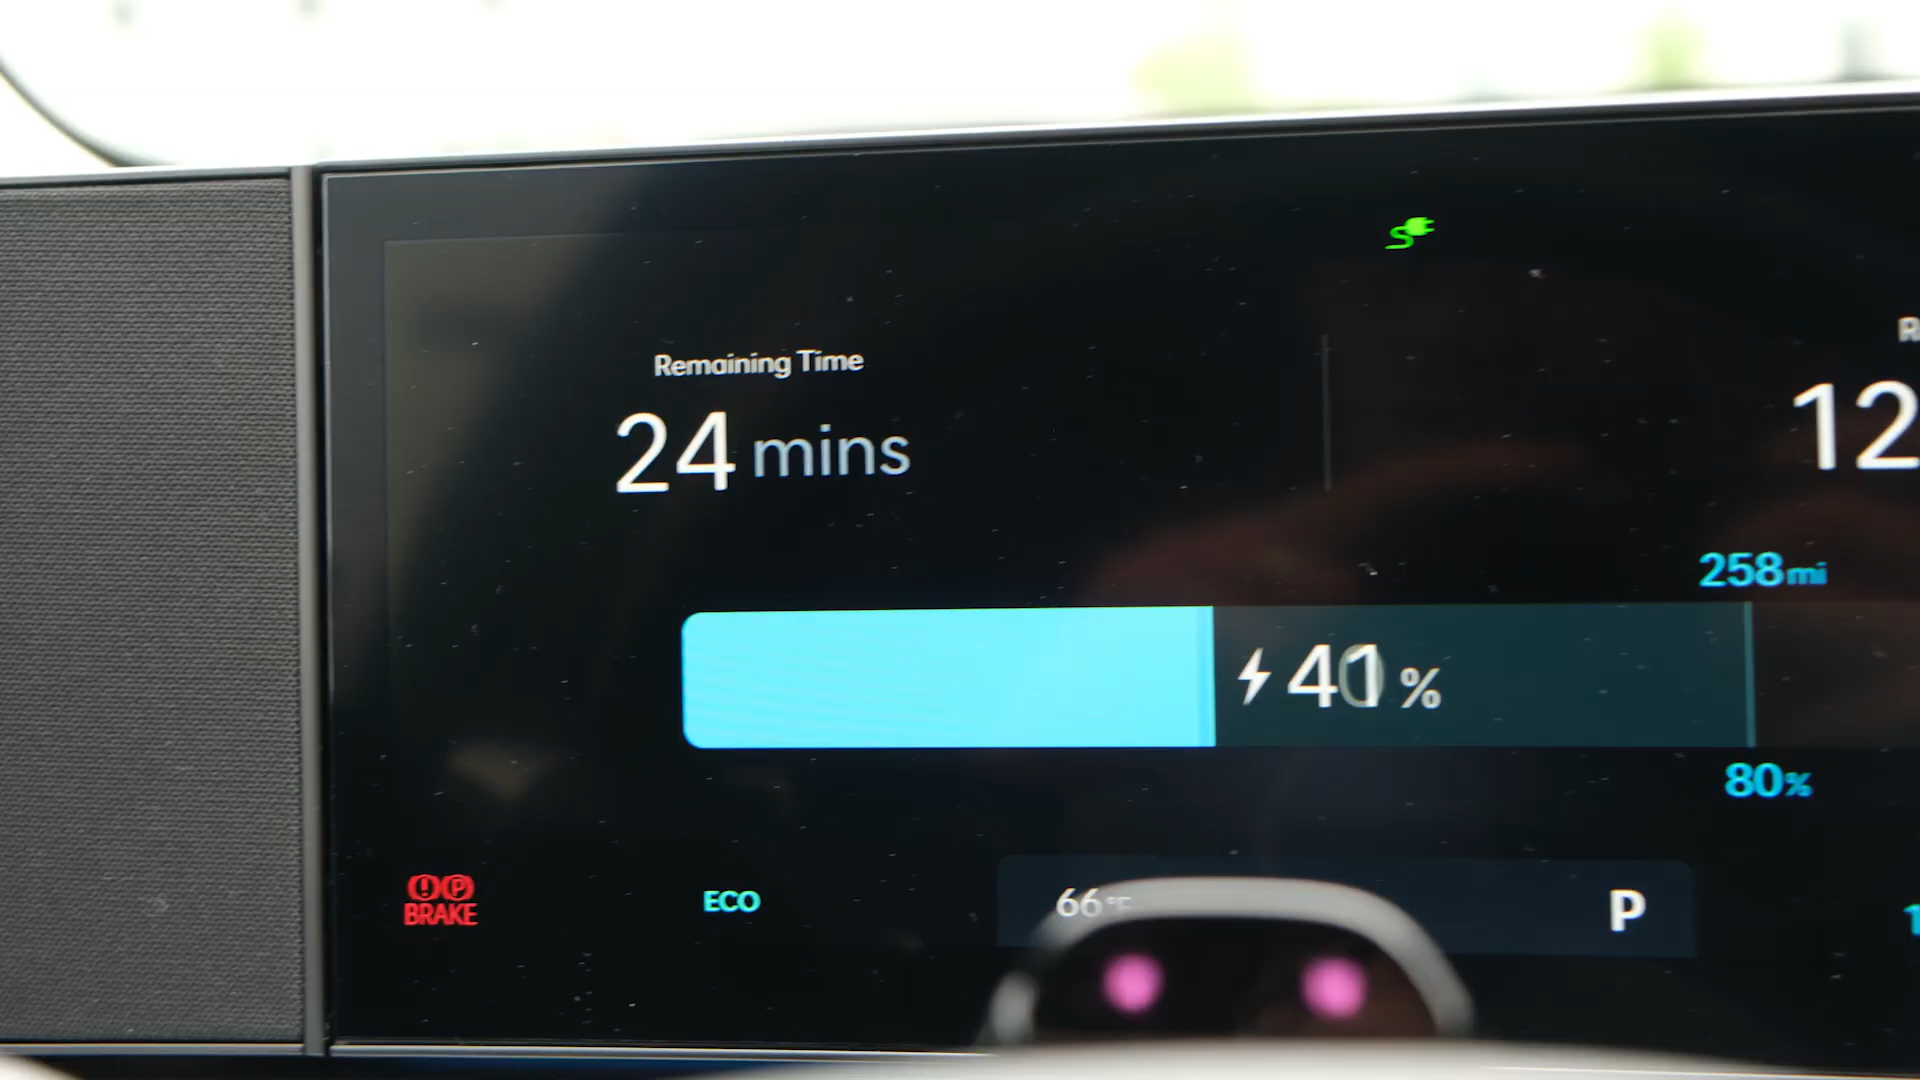 Remaining Time
24 mins
12
258mi
41 %
80%
BRAKE
ECO
66°F
P